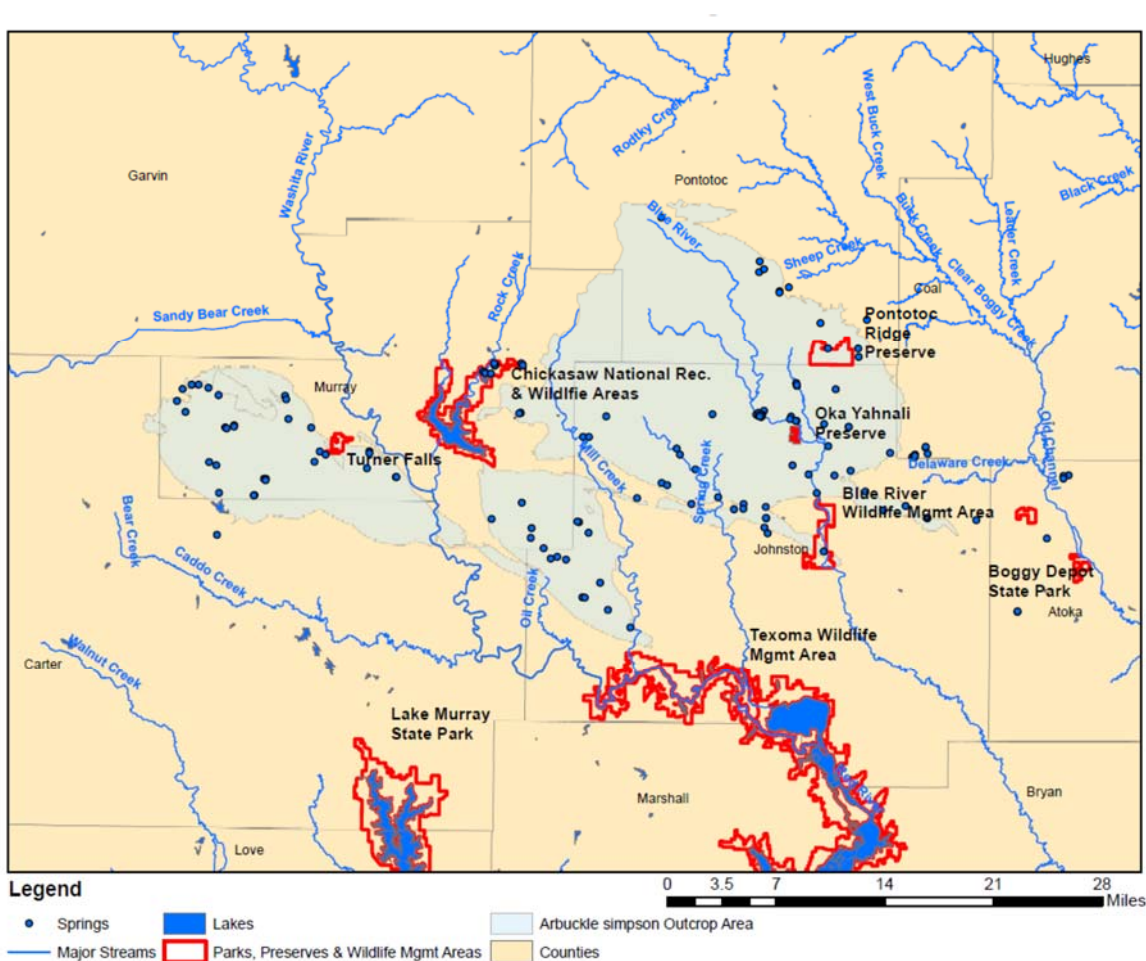 Hughes
West Buck Creek
Rodtky Creek
Washita River
Garvin
Pontotoc
Black Creek
Leader Creek
Blue River
Buck Creek
Sheep Creek
Clear Boggy Creek
Rock Creek
Coal
Sandy Bear Creek
Pontotoc
Ridge
Preserve
Murray
Chickasaw National Rec.
& Wildlfie Areas
Oka Yahnali
Preserve
Old Channel
Turner Falls
Mill Creek
Spring Creek
Delaware Creek
Blue River
Wildlife Mgmt Area
Bear Creek
Johnston
Caddo Creek
Oil Creek
Boggy Depot
State Park
Atoka
Texoma Wildlife
Mgmt Area
Carter
Walnut Creek
Lake Murray
State Park
Marshall
Bryan
Love
Legend
Springs
Lakes
Arbuckle simpson Outcrop Area
Major Streams
Parks, Preserves & Wildlife Mgmt Areas
Counties
0 3.5 7 14 21 28
Miles